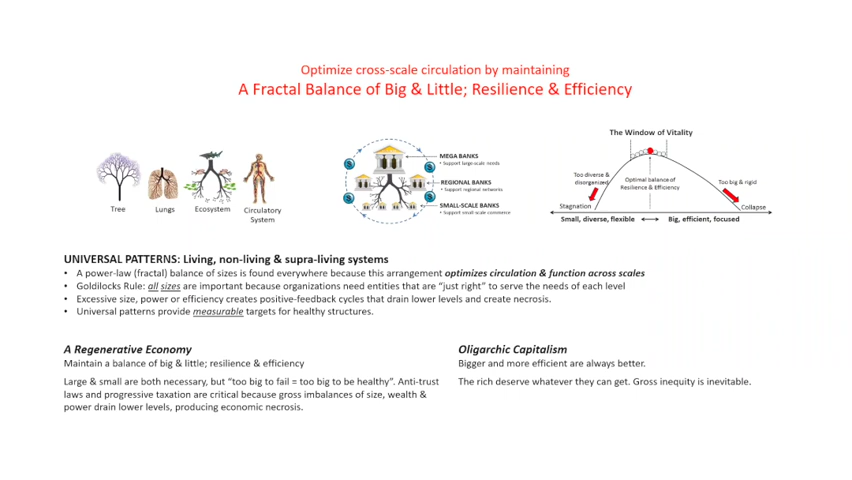 Optimize cross-scale circulation by maintaining
A Fractal Balance of Big & Little; Resilience & Efficiency
Tree
Lungs
Ecosystem
Circulatory
System
MEGA BANKS
• Support large-scale needs
REGIONAL BANKS
• Support regional networks
SMALL-SCALE BANKS
• Support small-scale commerce
The Window of Vitality
Too diverse &
disorganized
Optimal balance of
Resilience & Efficiency
Too big & rigid
Stagnation
Collapse
Small, diverse, flexible
Big, efficient, focused
UNIVERSAL PATTERNS: Living, non-living & supra-living systems
• A power-law (fractal) balance of sizes is found everywhere because this arrangement optimizes circulation & function across scales
• Goldilocks Rule: all sizes are important because organizations need entities that are “just right” to serve the needs of each level
• Excessive size, power or efficiency creates positive-feedback cycles that drain lower levels and create necrosis.
• Universal patterns provide measurable targets for healthy structures.
A Regenerative Economy
Maintain a balance of big & little; resilience & efficiency
Large & small are both necessary, but “too big to fail = too big to be healthy”. Anti-trust
laws and progressive taxation are critical because gross imbalances of size, wealth &
power drain lower levels, producing economic necrosis.
Oligarchic Capitalism
Bigger and more efficient are always better.
The rich deserve whatever they can get. Gross inequity is inevitable.